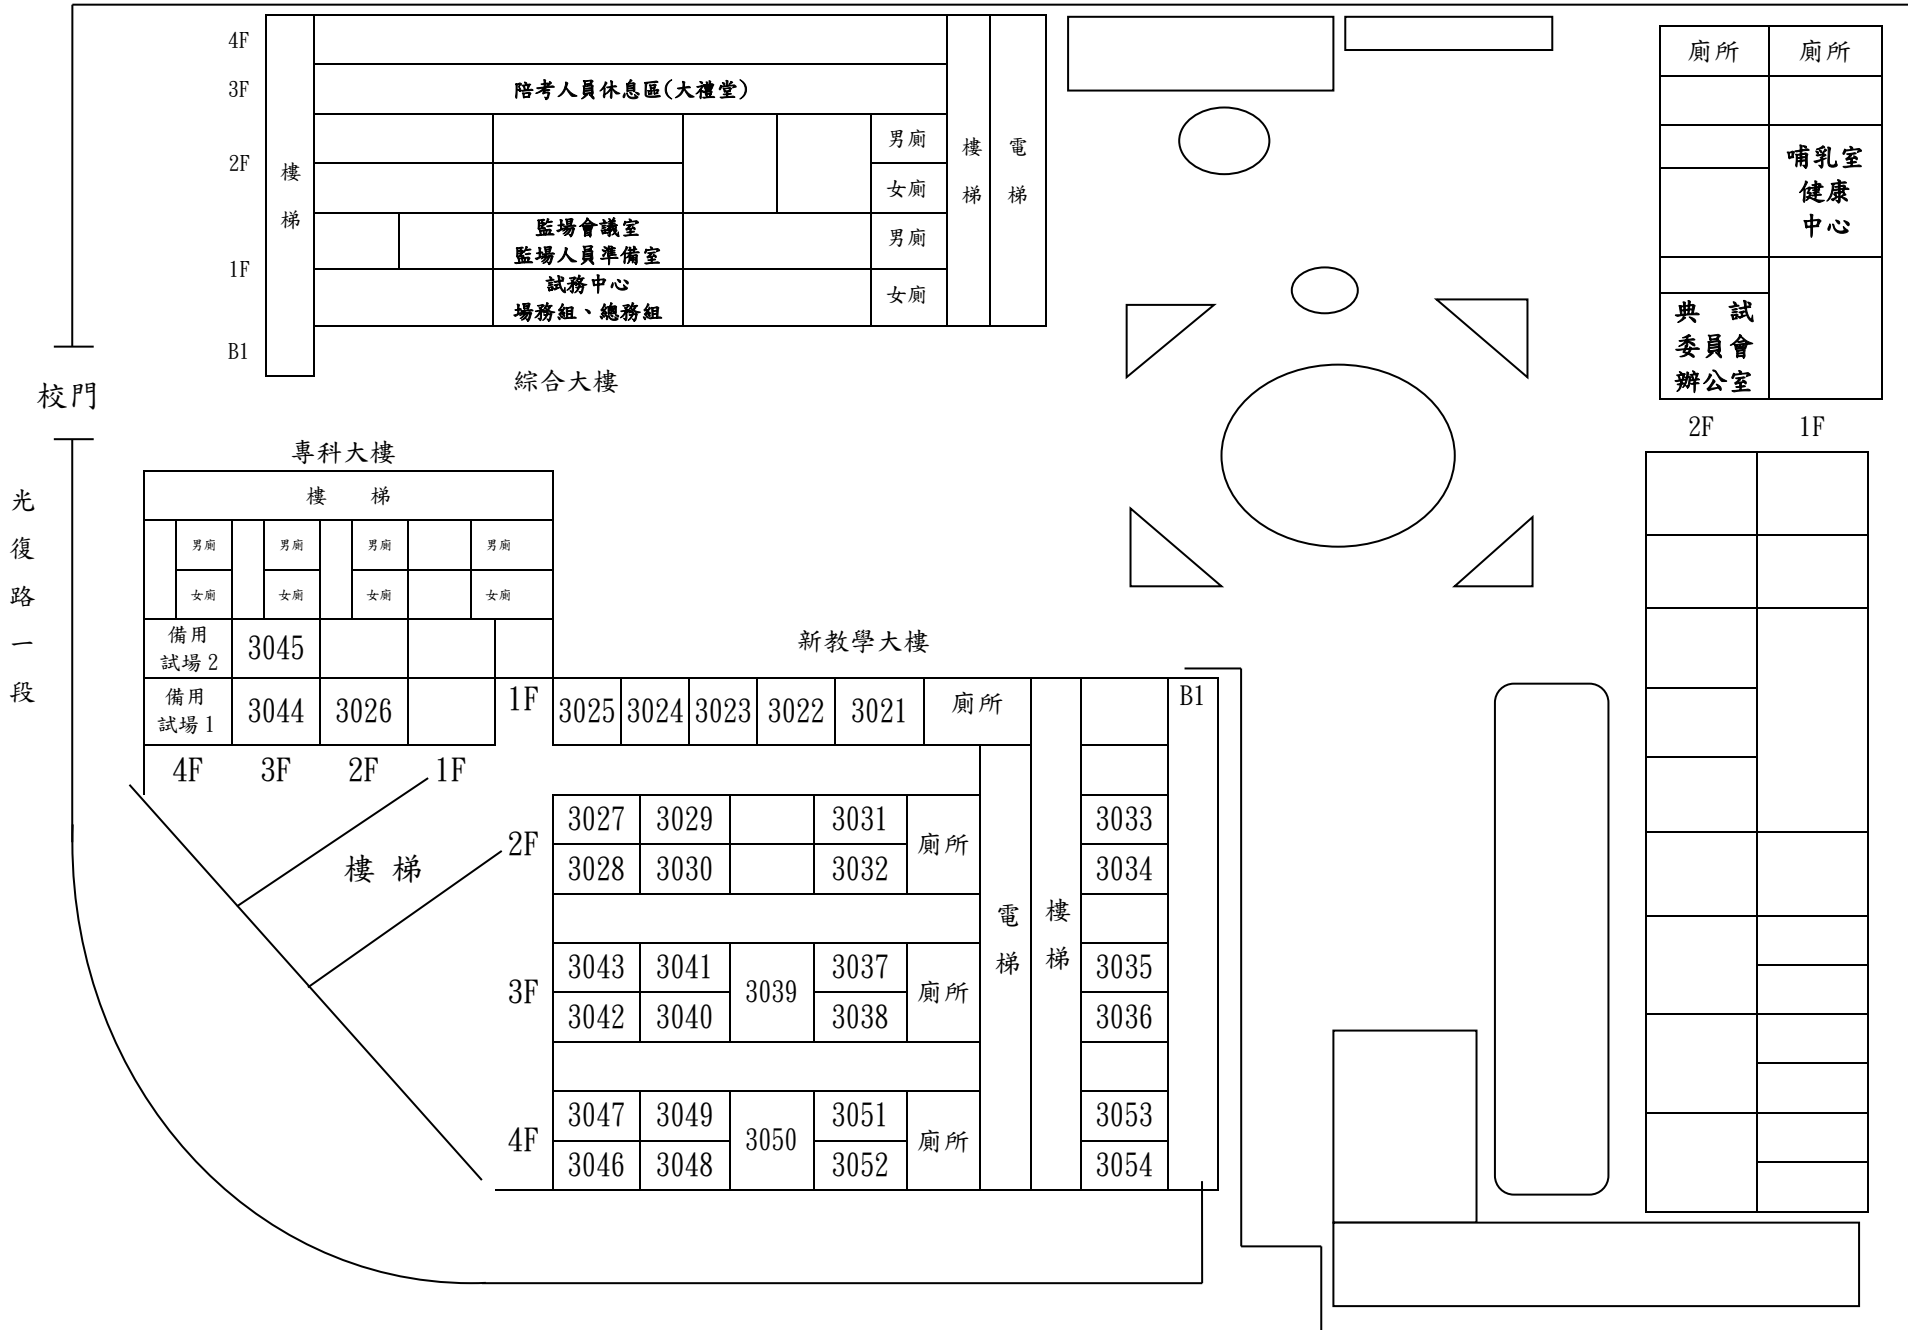 4F
3F
陪考人員休息區(大禮堂)
2F
男廁
女廁
樓梯
樓梯
電梯
1F
監場會議室
監場人員準備室
男廁
試務中心
場務組、總務組
女廁
B1
綜合大樓
廁所 廁所
哺乳室
健康
中心
典 試
委員會
辦公室
2F 1F
校門
光復路一段
專科大樓
樓 梯
男廁 男廁 男廁 男廁
女廁 女廁 女廁 女廁
備用
試場 2
3045
備用
試場 1
3044 3026
4F 3F 2F 1F
樓 梯
新教學大樓
1F 3025 3024 3023 3022 3021 廁所 B1
2F
3027 3029 3031 廁所 3033
3028 3030 3032 3034
電梯
樓梯
3F
3043 3041 3039 3037 廁所 3035
3042 3040 3038 3036
4F
3047 3049 3050 3051 廁所 3053
3046 3048 3052 3054